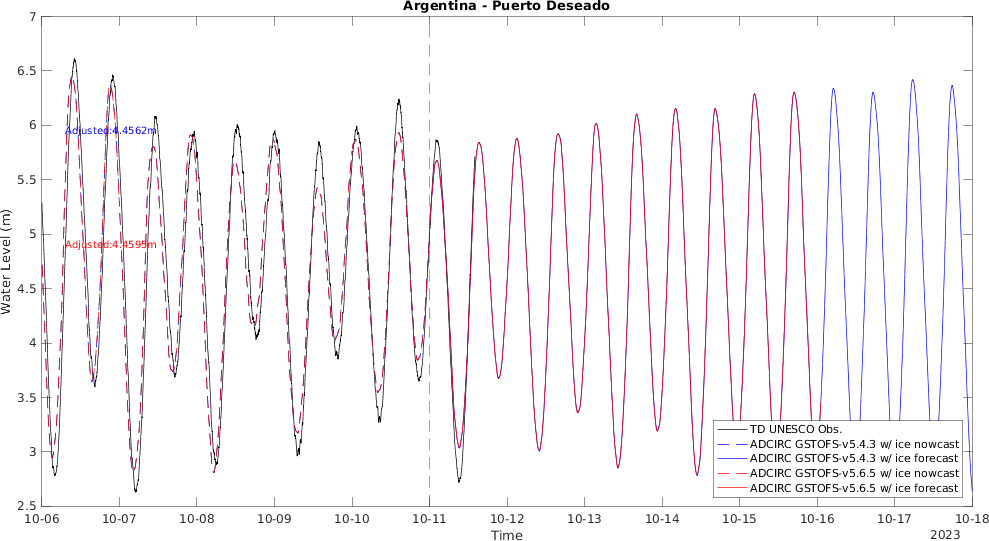 Argentina - Puerto Deseado
7
6.5
6
5.5
5
4.5
4
3.5
3
2.5
Water Level (m)
Adjusted:4.4562m
Adjusted:4.4595m
TD UNESCO Obs.
ADCIRC GSTOFS-v5.4.3 w/ ice nowcast
ADCIRC GSTOFS-v5.4.3 w/ ice forecast
ADCIRC GSTOFS-v5.6.5 w/ ice nowcast
ADCIRC GSTOFS-v5.6.5 w/ ice forecast
10-06 10-07 10-08 10-09 10-10 10-11 10-12 10-13 10-14 10-15 10-16 10-17 10-18
Time
2023